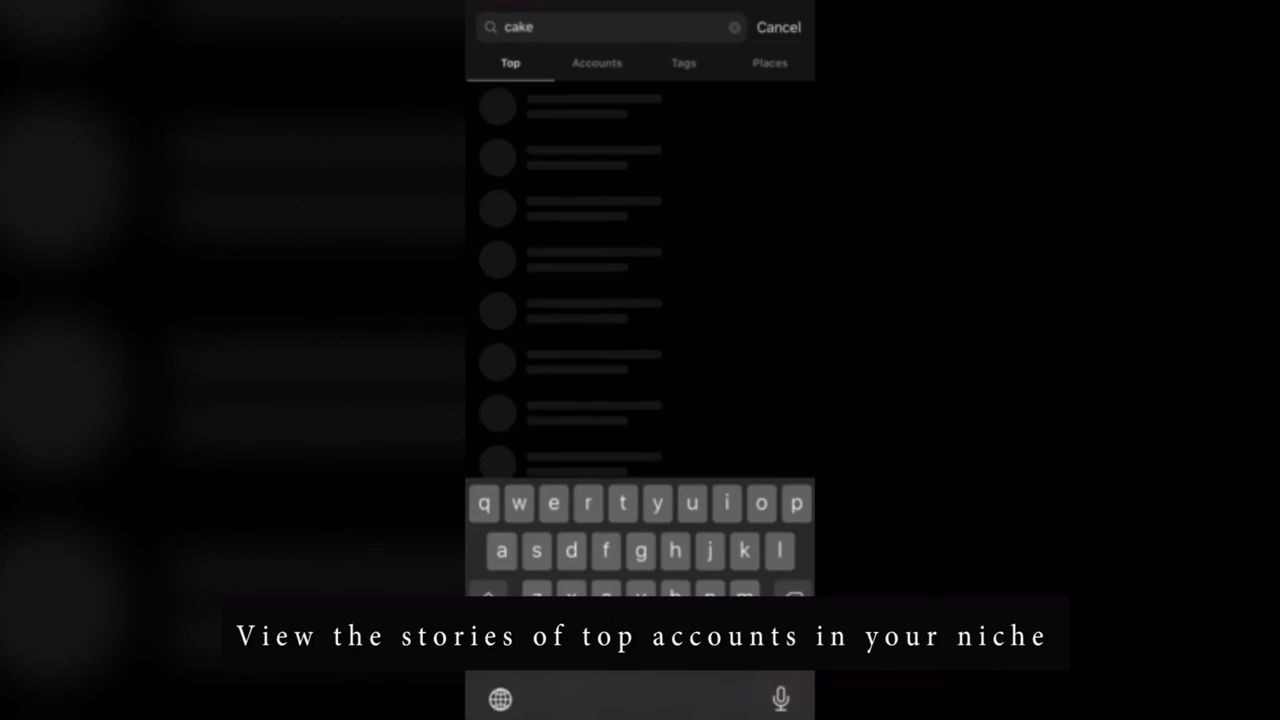 cake
Cancel
Top Accounts Tags Places
q w e r t y u i o p
a s d f g h j k l
View the stories of top accounts in your niche